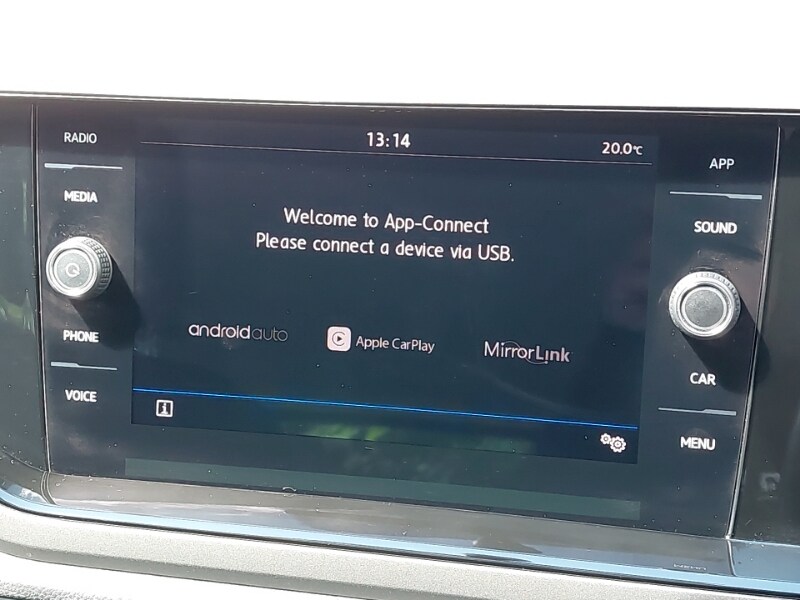 RADIO
MEDIA
PHONE
VOICE
13:14
20.0°C
Welcome to App-Connect
Please connect a device via USB.
androidauto
Apple CarPlay
MirrorLink
i
APP
SOUND
CAR
MENU